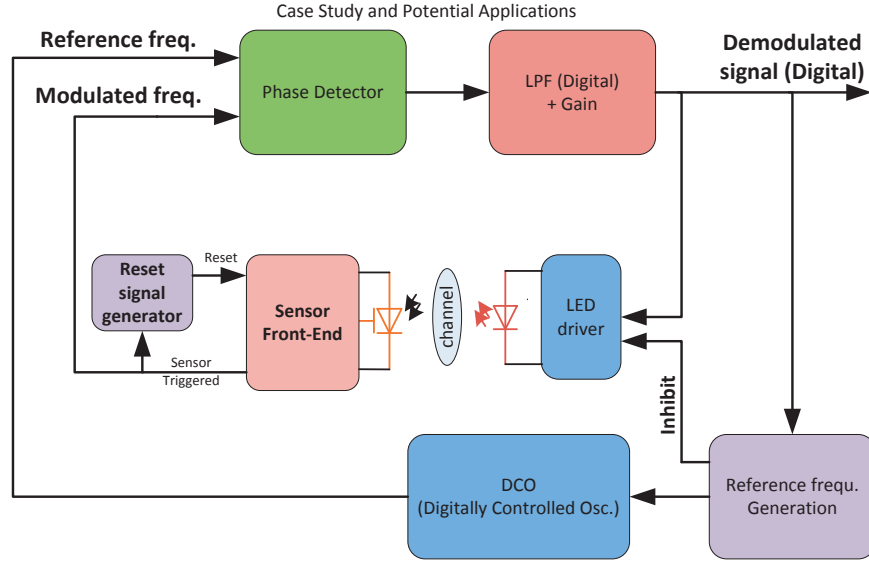 Case Study and Potential Applications
Reference freq.
Modulated freq.
Phase Detector
LPF (Digital)
+ Gain
Demodulated
signal (Digital)
Reset
signal
generator
Reset
Sensor
Front-End
channel
LED
driver
Sensor
Triggered
Inhibit
DCO
(Digitally Controlled Osc.)
Reference frequ.
Generation